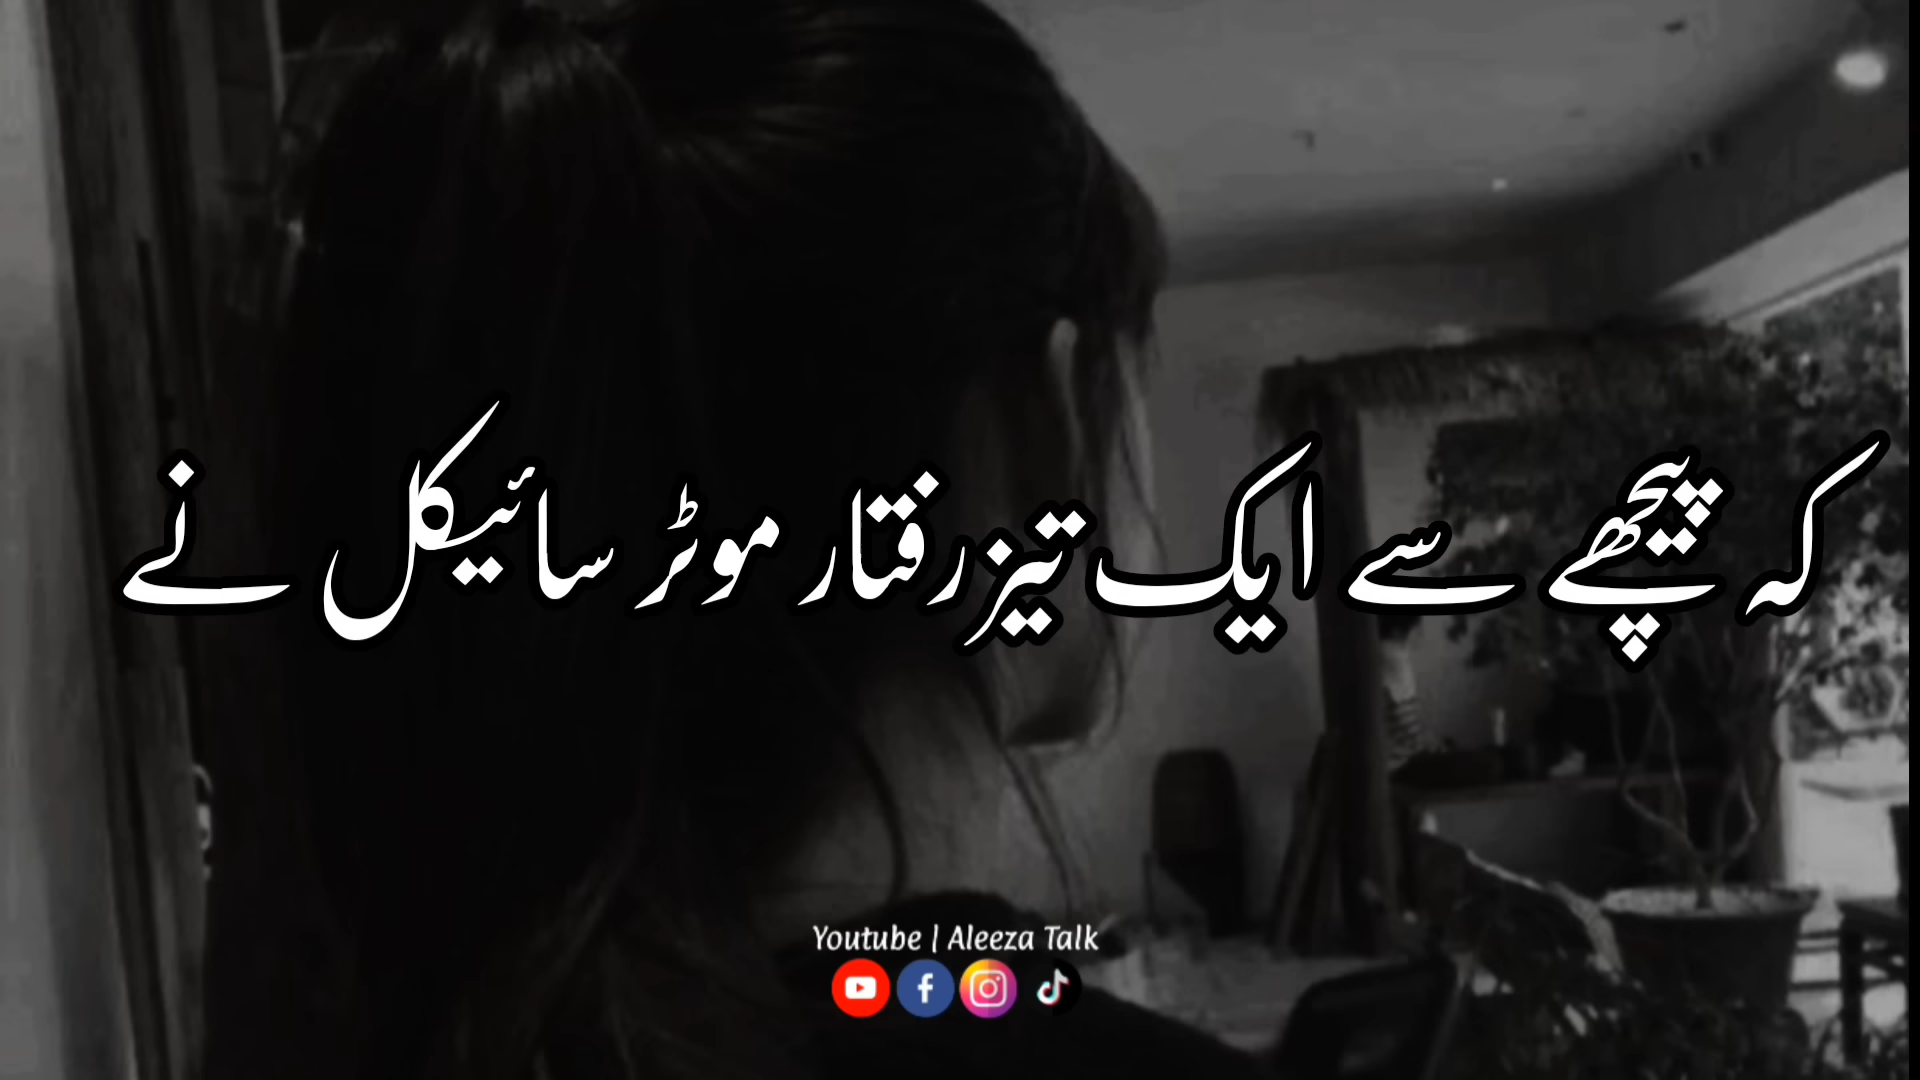 کہ پیچھے سے ایک تیز رفتار موٹر سائیکل نے
Youtube | Aleeza Talk